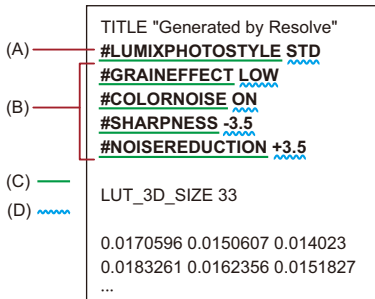 TITLE "Generated by Resolve"
(A) #LUMIXPHOTOSTYLE STD
#GRAINEFFECT LOW
(B) #COLORNOISE ON
#SHARPNESS -3.5
#NOISEREDUCTION +3.5
(C)
LUT_3D_SIZE 33
(D)
0.0170596 0.0150607 0.014023
0.0183261 0.0162356 0.0151827
...